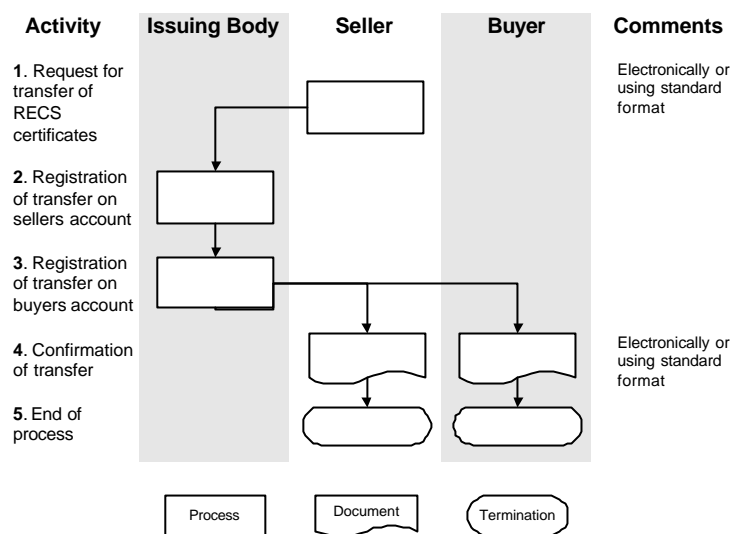 Activity
Issuing Body
Seller
Buyer
Comments
1. Request for
transfer of
RECS
certificates
Electronically or
using standard
format
2. Registration
of transfer on
sellers account
3. Registration
of transfer on
buyers account
4. Confirmation
of transfer
Electronically or
using standard
format
5. End of
process
Process
Document
Termination